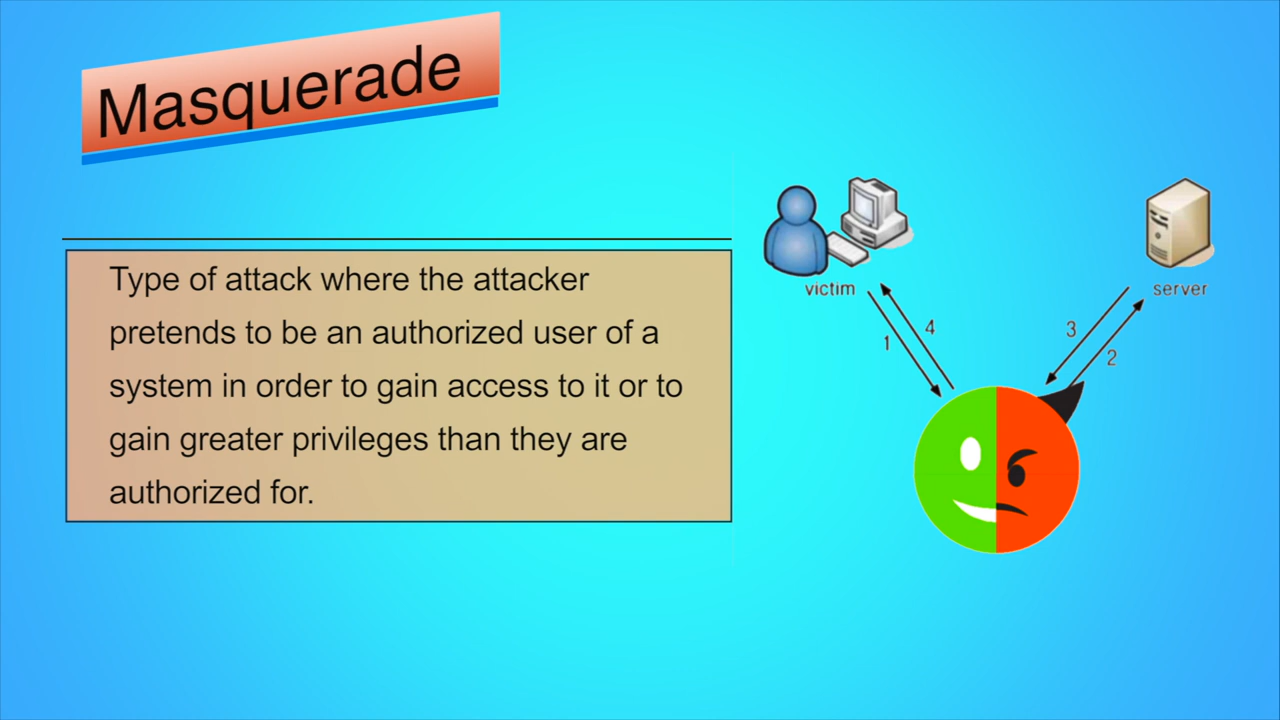 Masquerade
Type of attack where the attacker
pretends to be an authorized user of a
system in order to gain access to it or to
gain greater privileges than they are
authorized for.
victim
server
1
4
3
2